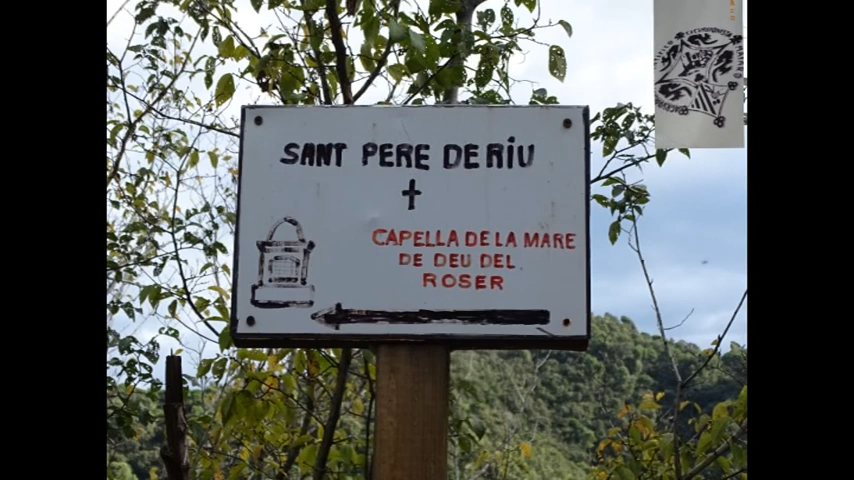 SANT PERE DE RIU
CAPELLA DE LA MARE
DE DEU DEL
ROSER